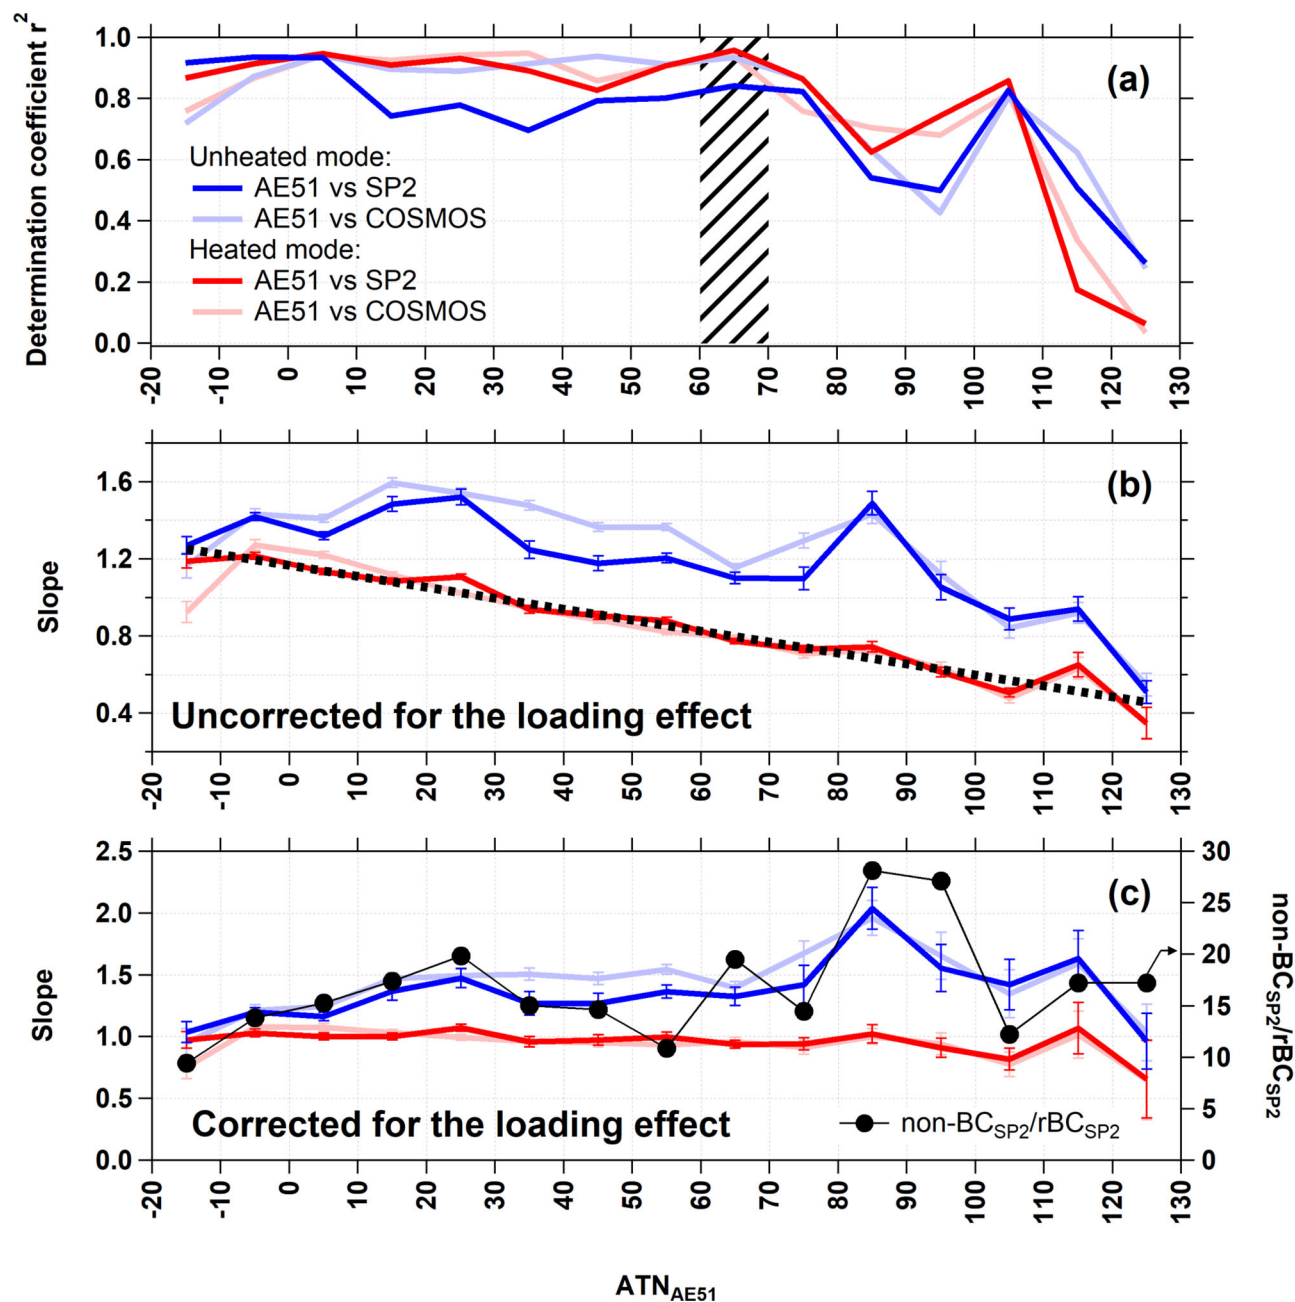 Determination coefficient r²
1.0
0.8
0.6
0.4
0.2
0.0
(a)
Unheated mode:
AE51 vs SP2
AE51 vs COSMOS
Heated mode:
AE51 vs SP2
AE51 vs COSMOS
-20 -10 0 10 20 30 40 50 60 70 80 90 100 110 120 130
Slope
1.6
1.2
0.8
0.4
(b)
Uncorrected for the loading effect
-20 -10 0 10 20 30 40 50 60 70 80 90 100 110 120 130
Slope
2.5
2.0
1.5
1.0
0.5
0.0
(c)
30
25
20
15
10
5
0
non-BCSP2/rBCSP2
Corrected for the loading effect
non-BCSP2/rBCSP2
-20 -10 0 10 20 30 40 50 60 70 80 90 100 110 120 130
ATNAE51